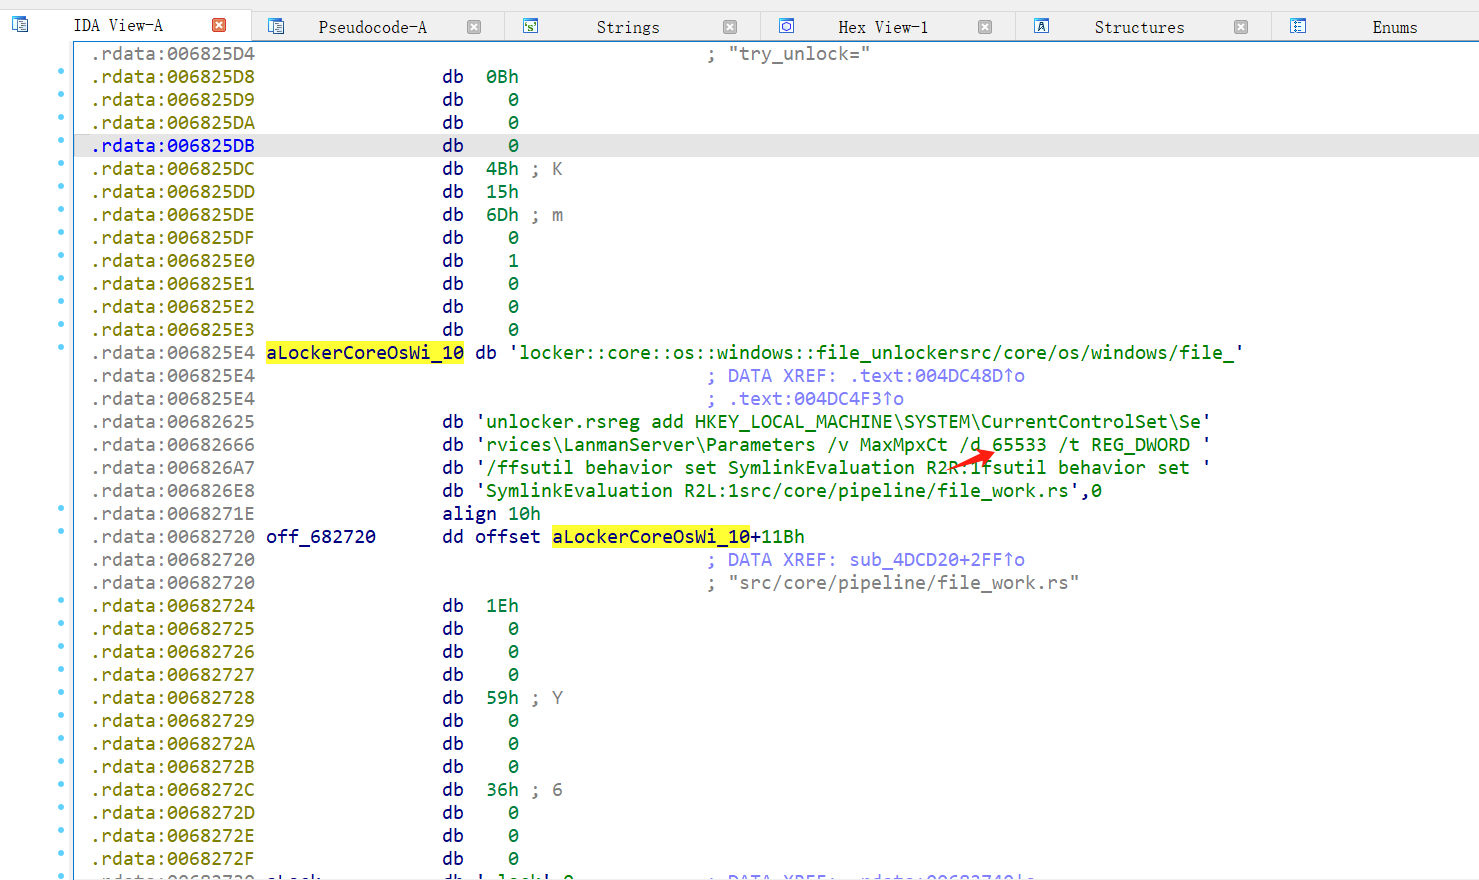 IDA View-A Pseudocode-A Strings Hex View-1 Structures Enums
.rdata:006825D4 ; "try_unlock="
.rdata:006825D8 db 0Bh
.rdata:006825D9 db 0
.rdata:006825DA db 0
.rdata:006825DB db 0
.rdata:006825DC db 4Bh ; K
.rdata:006825DD db 15h
.rdata:006825DE db 6Dh ; m
.rdata:006825DF db 0
.rdata:006825E0 db 1
.rdata:006825E1 db 0
.rdata:006825E2 db 0
.rdata:006825E3 db 0
.rdata:006825E4 aLockerCoreOsWi_10 db 'locker::core::os::windows::file_unlockersrc/core/os/windows/file_'
.rdata:006825E4 ; DATA XREF: .text:004DC48D↑o
.rdata:006825E4 ; .text:004DC4F3↑o
.rdata:00682625 db 'unlocker.rsreg add HKEY_LOCAL_MACHINE\SYSTEM\CurrentControlSet\Se'
.rdata:00682666 db 'rvices\LanmanServer\Parameters /v MaxMpxCt /d 65533 /t REG_DWORD '
.rdata:006826A7 db '/ffsutil behavior set SymlinkEvaluation R2R:1fsutil behavior set '
.rdata:006826E8 db 'SymlinkEvaluation R2L:1src/core/pipeline/file_work.rs',0
.rdata:0068271E align 10h
.rdata:00682720 off_682720 dd offset aLockerCoreOsWi_10+11Bh
.rdata:00682720 ; DATA XREF: sub_4DCD20+2FF↑o
.rdata:00682720 ; "src/core/pipeline/file_work.rs"
.rdata:00682724 db 1Eh
.rdata:00682725 db 0
.rdata:00682726 db 0
.rdata:00682727 db 0
.rdata:00682728 db 59h ; Y
.rdata:00682729 db 0
.rdata:0068272A db 0
.rdata:0068272B db 0
.rdata:0068272C db 36h ; 6
.rdata:0068272D db 0
.rdata:0068272E db 0
.rdata:0068272F db 0